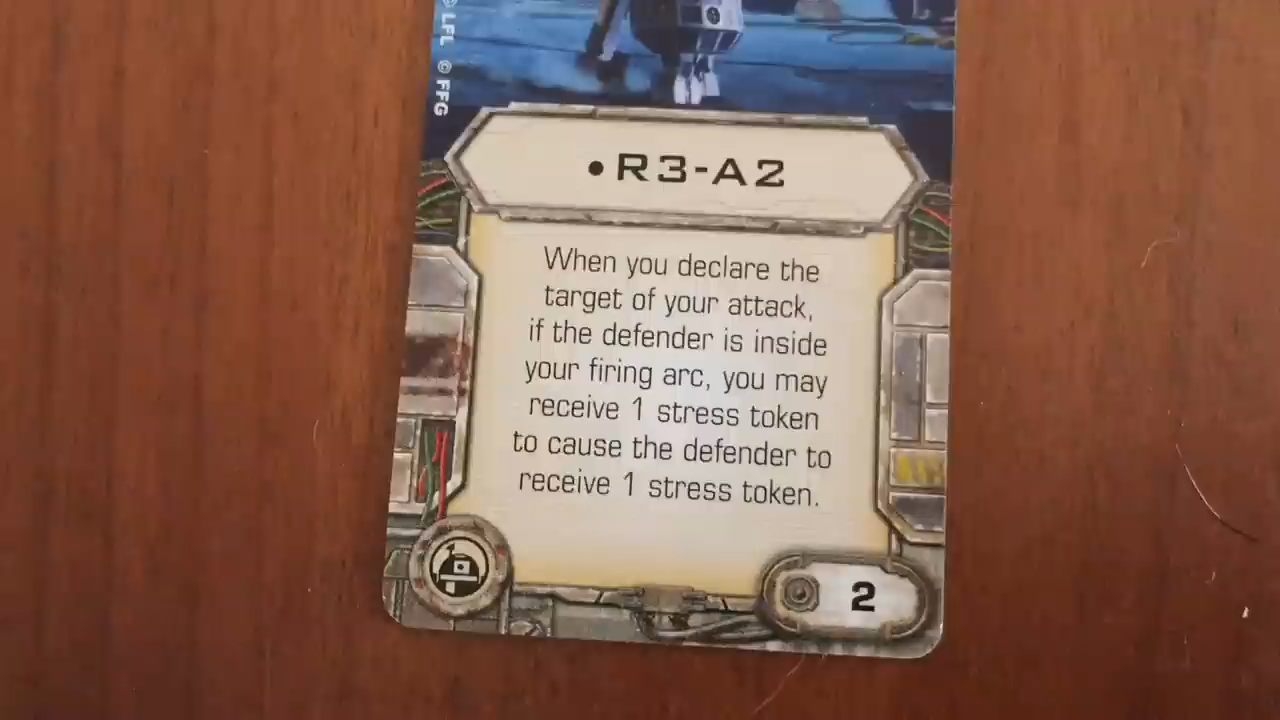 © LFL © FFG
•R3-A2
When you declare the
target of your attack,
if the defender is inside
your firing arc, you may
receive 1 stress token
to cause the defender to
receive 1 stress token.
2